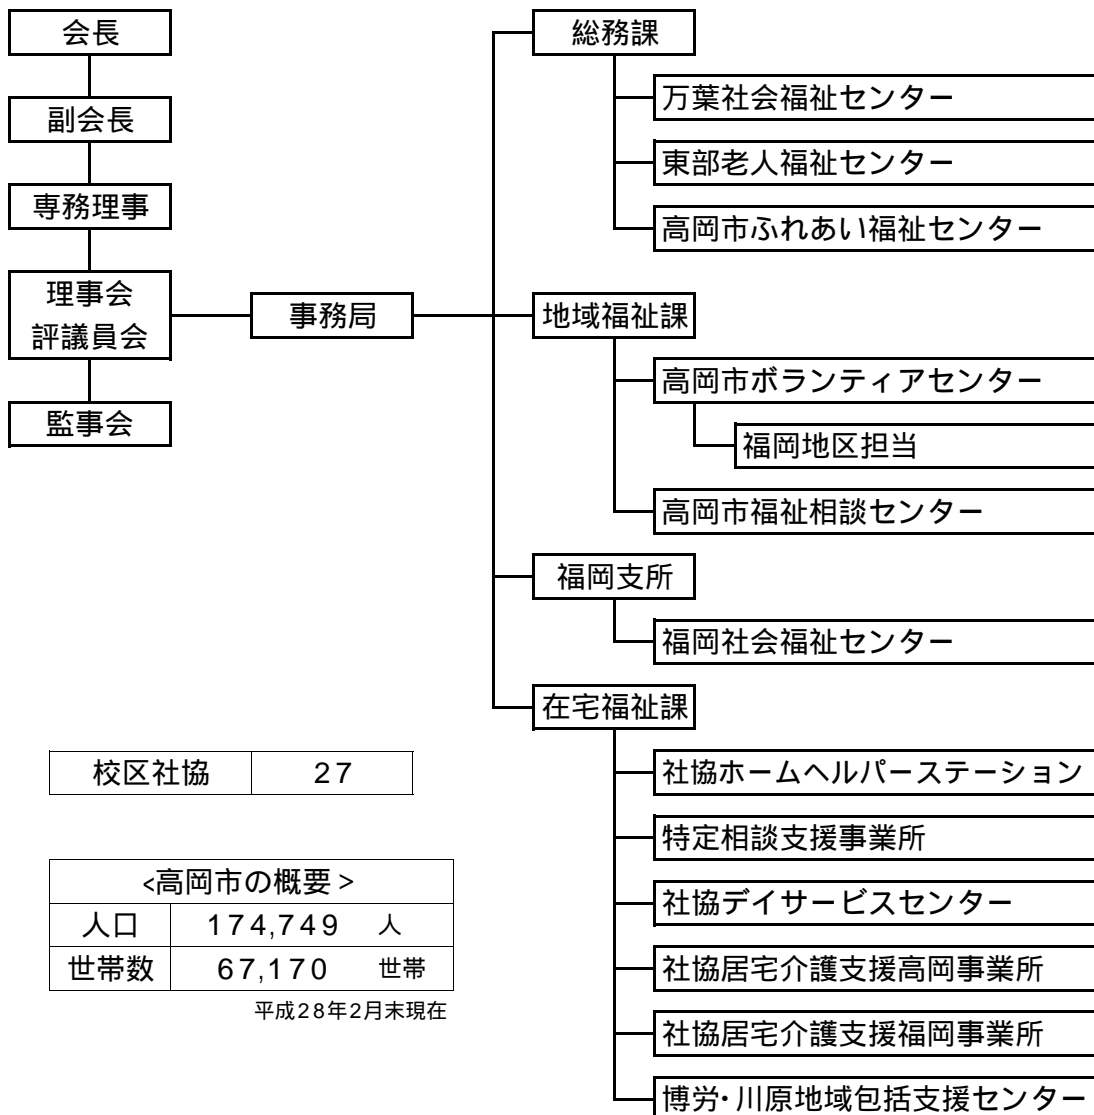 会長
副会長
専務理事
理事会
評議員会
監事会
事務局
総務課
万葉社会福祉センター
東部老人福祉センター
高岡市ふれあい福祉センター
地域福祉課
高岡市ボランティアセンター
福岡地区担当
高岡市福祉相談センター
福岡支所
福岡社会福祉センター
在宅福祉課
社協ホームヘルパーステーション
特定相談支援事業所
社協デイサービスセンター
社協居宅介護支援高岡事業所
社協居宅介護支援福岡事業所
博労・川原地域包括支援センター
校区社協 27
<高岡市の概要>
人口 174,749 人
世帯数 67,170 世帯
平成28年2月末現在